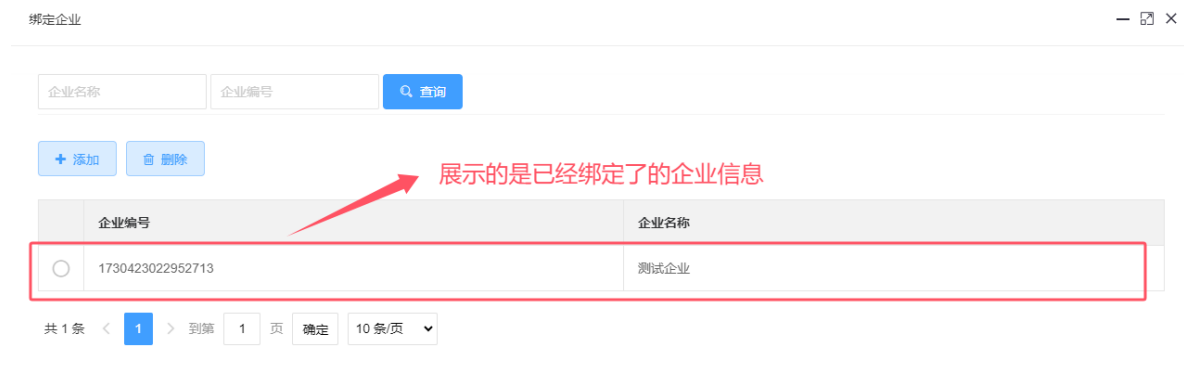 绑定企业
企业名称 企业编号 查询
添加 删除
展示的是已经绑定了的企业信息
企业编号 企业名称
1730423022952713 测试企业
共 1 条 1 到第 1 页 确定 10 条/页